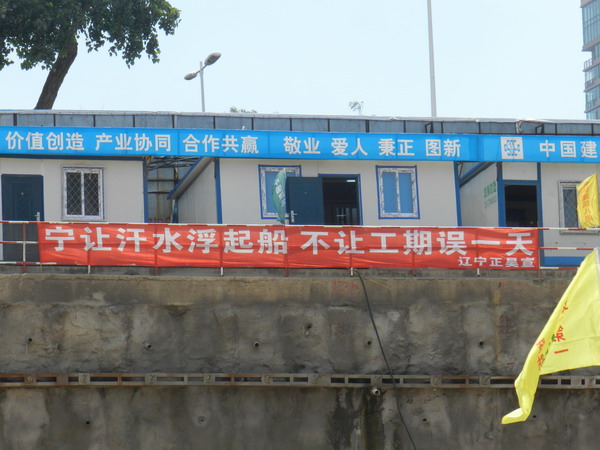 价值创造 产业协同 合作共赢 敬业 爱人 秉正 图新 中国建
宁让汗水浮起船 不让工期误一天
辽宁正昊宣
第一